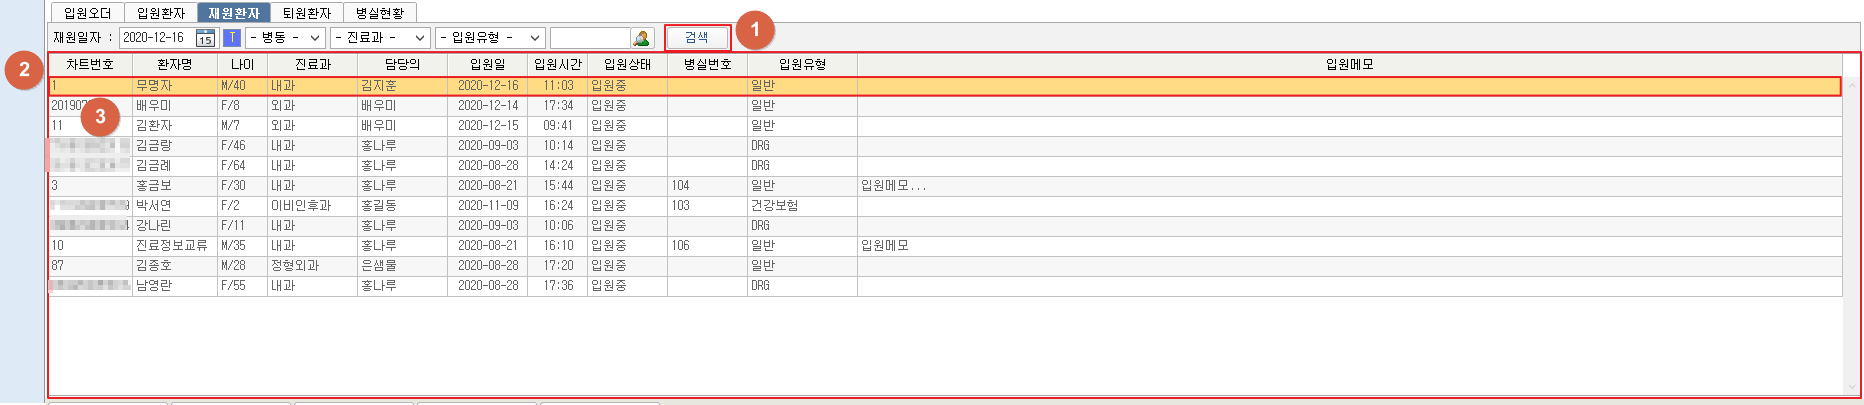 입원오더 입원환자 재원환자 퇴원환자 병실현황
재원일자 : 2020-12-16 15 T - 병동 - - 진료과 - - 입원유형 - 검색 1
2
차트번호 환자명 나이 진료과 담당의 입원일 입원시간 입원상태 병실번호 입원유형 입원메모
1 무명자 M/40 내과 김지훈 2020-12-16 11:03 입원중 일반
배우미 F/8 외과 배우미 2020-12-14 17:34 입원중 일반
3
11 김환자 M/7 외과 배우미 2020-12-15 09:41 입원중 일반
김금랑 F/46 내과 홍나루 2020-09-03 10:14 입원중 DRG
김금례 F/64 내과 홍나루 2020-08-28 14:24 입원중 DRG
3 홍금보 F/30 내과 홍나루 2020-08-21 15:44 입원중 104 일반 입원메모...
박서연 F/2 이비인후과 홍길동 2020-11-09 16:24 입원중 103 건강보험
강나린 F/11 내과 홍나루 2020-09-03 10:06 입원중 DRG
10 진료정보교류 M/35 내과 홍나루 2020-08-21 16:10 입원중 106 일반 입원메모
87 김종호 M/28 정형외과 은샘물 2020-08-28 17:20 입원중 일반
남영란 F/55 내과 홍나루 2020-08-28 17:36 입원중 DRG